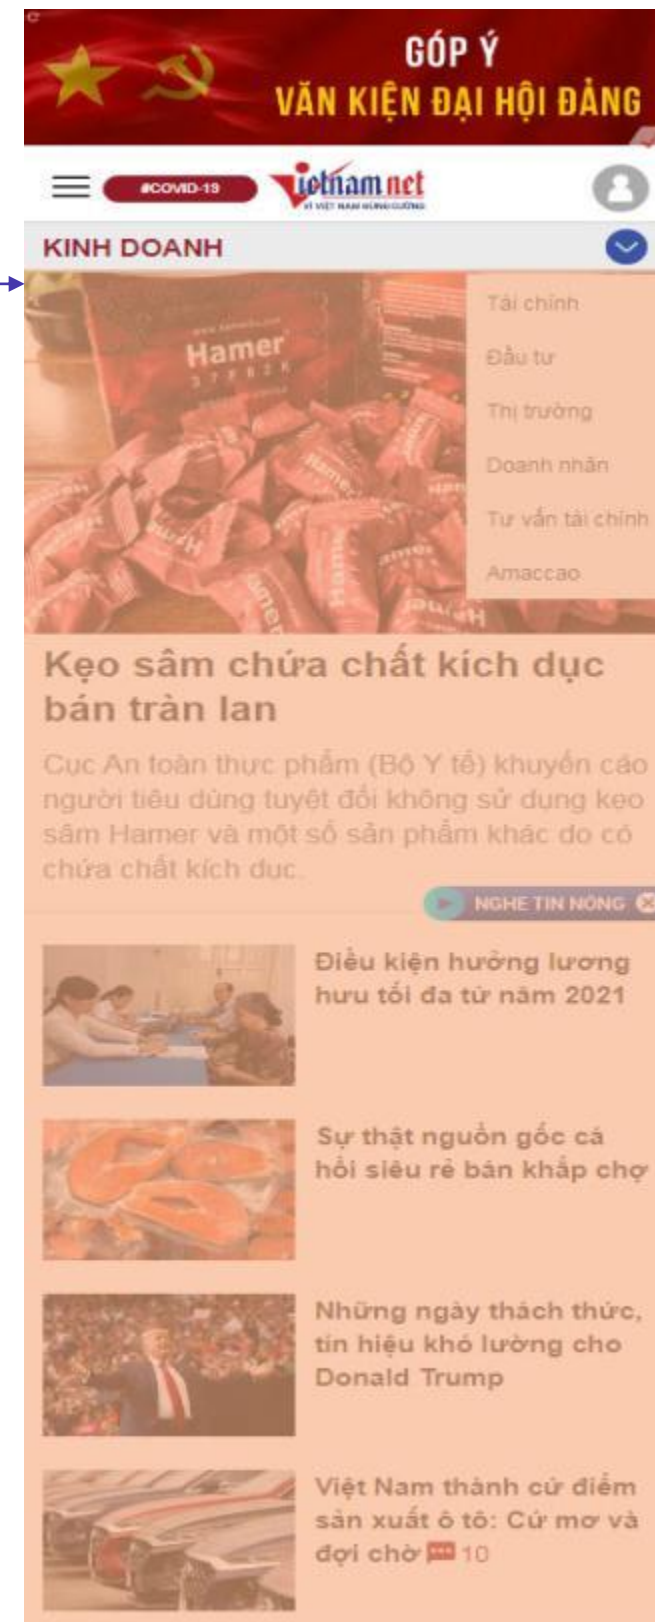 GÓP Ý
VĂN KIỆN ĐẠI HỘI ĐẢNG
#COVID-19
Vietnamnet
VÌ VIỆT NAM HÙNG CƯỜNG
KINH DOANH
Tài chính
Đầu tư
Thị trường
Doanh nhân
Tư vấn tài chính
Amaccao
Hamer
Kẹo sâm chứa chất kích dục
bán tràn lan
Cục An toàn thực phẩm (Bộ Y tế) khuyến cáo
người tiêu dùng tuyệt đối không sử dụng kẹo
sâm Hamer và một số sản phẩm khác do có
chứa chất kích dục.
NGHE TIN NÓNG
Điều kiện hưởng lương
hưu tối đa từ năm 2021
Sự thật nguồn gốc cá
hồi siêu rẻ bán khắp chợ
Những ngày thách thức,
tín hiệu khó lường cho
Donald Trump
Việt Nam thành cứ điểm
sản xuất ô tô: Cứ mơ và
đợi chờ 10